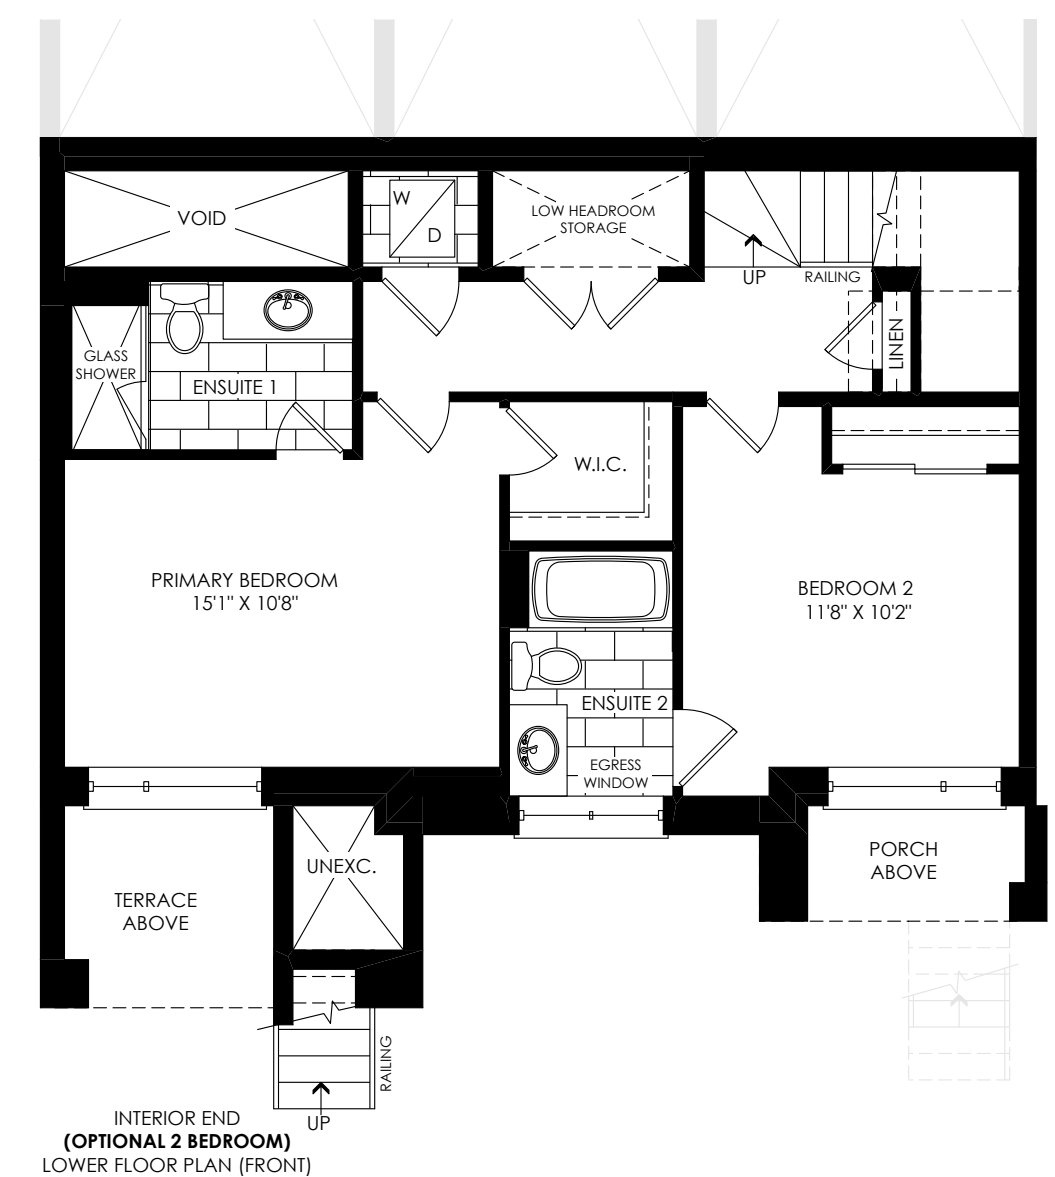 VOID
W
D
LOW HEADROOM
STORAGE
UP
RAILING
LINEN
GLASS
SHOWER
ENSUITE 1
W.I.C.
PRIMARY BEDROOM
15'1" X 10'8"
BEDROOM 2
11'8" X 10'2"
ENSUITE 2
EGRESS
WINDOW
UNEXC.
PORCH
ABOVE
TERRACE
ABOVE
RAILING
UP
INTERIOR END
(OPTIONAL 2 BEDROOM)
LOWER FLOOR PLAN (FRONT)